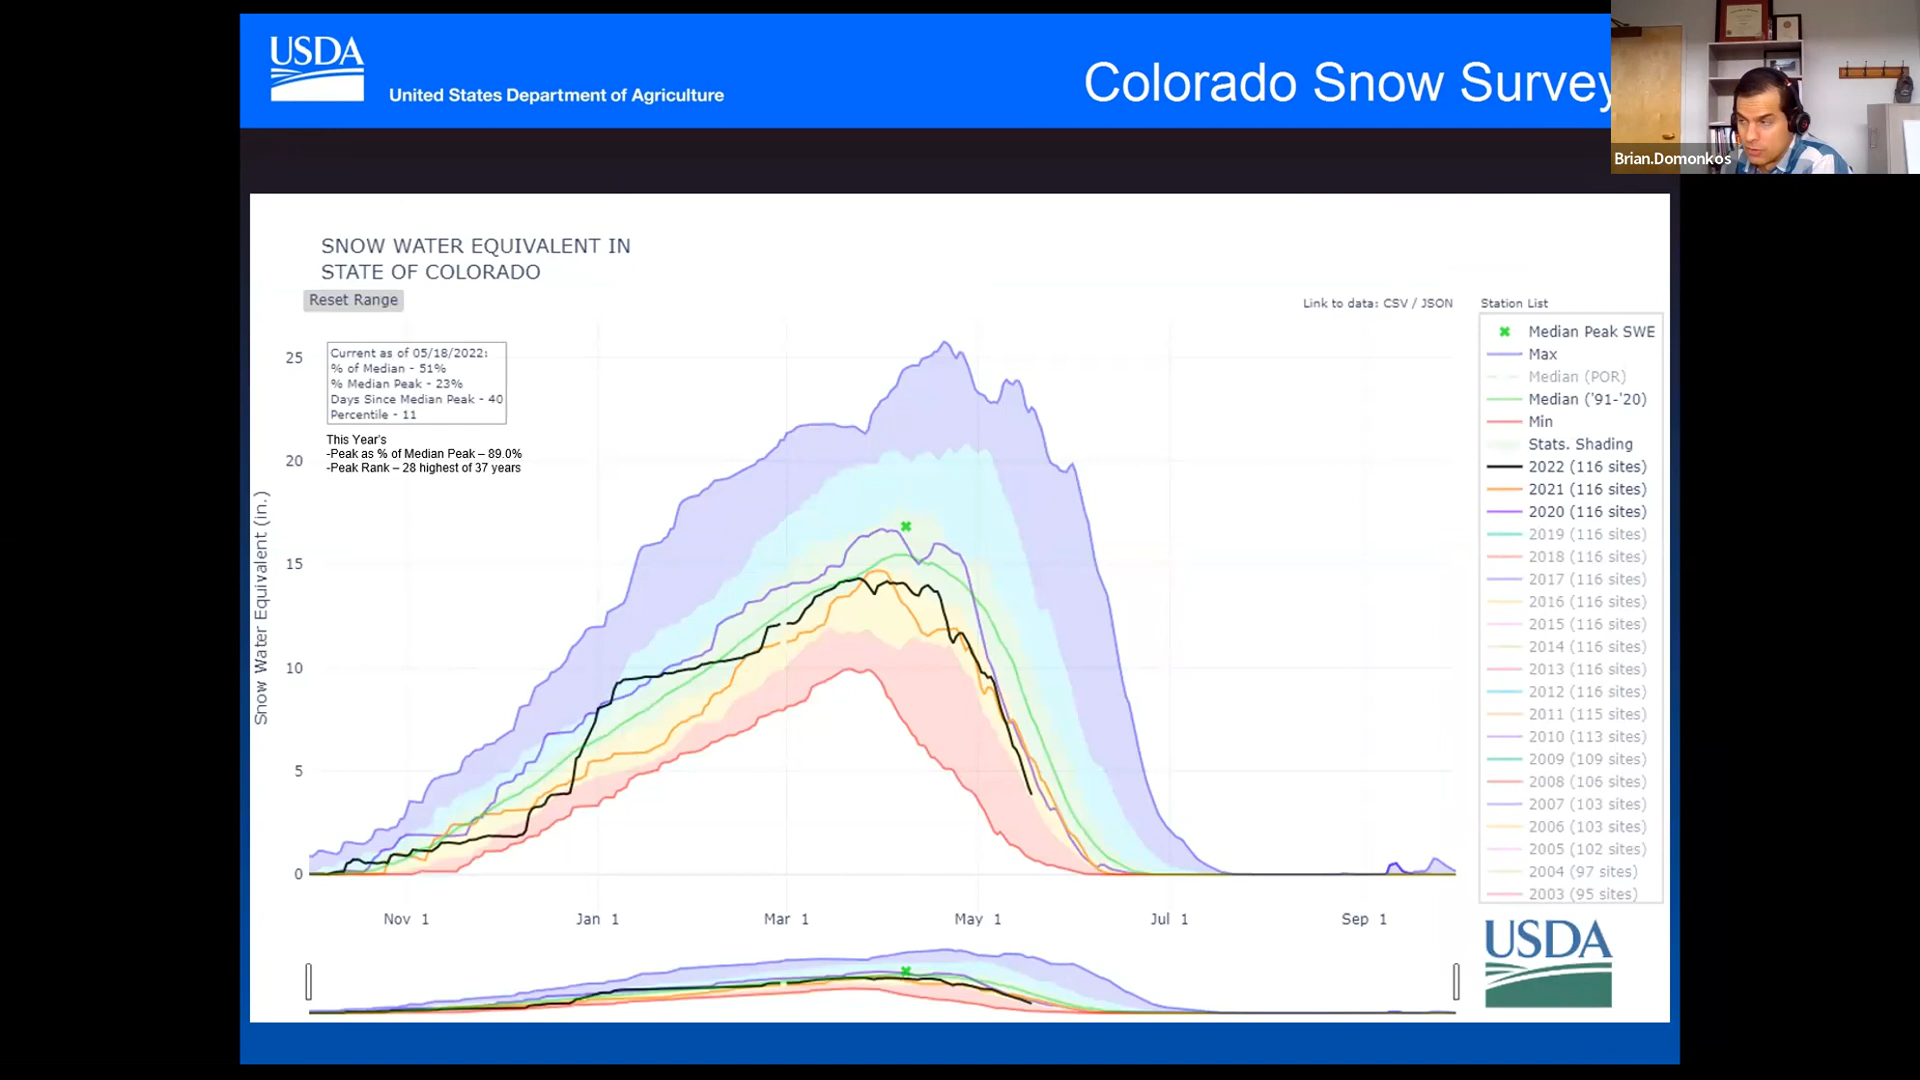 USDA
United States Department of Agriculture
Colorado Snow Survey
Brian.Domonkos
SNOW WATER EQUIVALENT IN
STATE OF COLORADO
Reset Range
Link to data: CSV / JSON
Station List
Current as of 05/18/2022:
% of Median - 51%
% Median Peak - 23%
Days Since Median Peak - 40
Percentile - 11
This Year's
-Peak as % of Median Peak – 89.0%
-Peak Rank – 28 highest of 37 years
Snow Water Equivalent (in.)
25
20
15
10
5
0
Nov 1
Jan 1
Mar 1
May 1
Jul 1
Sep 1
Median Peak SWE
Max
Median (POR)
Median ('91-'20)
Min
Stats. Shading
2022 (116 sites)
2021 (116 sites)
2020 (116 sites)
2019 (116 sites)
2018 (116 sites)
2017 (116 sites)
2016 (116 sites)
2015 (116 sites)
2014 (116 sites)
2013 (116 sites)
2012 (116 sites)
2011 (115 sites)
2010 (113 sites)
2009 (109 sites)
2008 (106 sites)
2007 (103 sites)
2006 (103 sites)
2005 (102 sites)
2004 (97 sites)
2003 (95 sites)
USDA